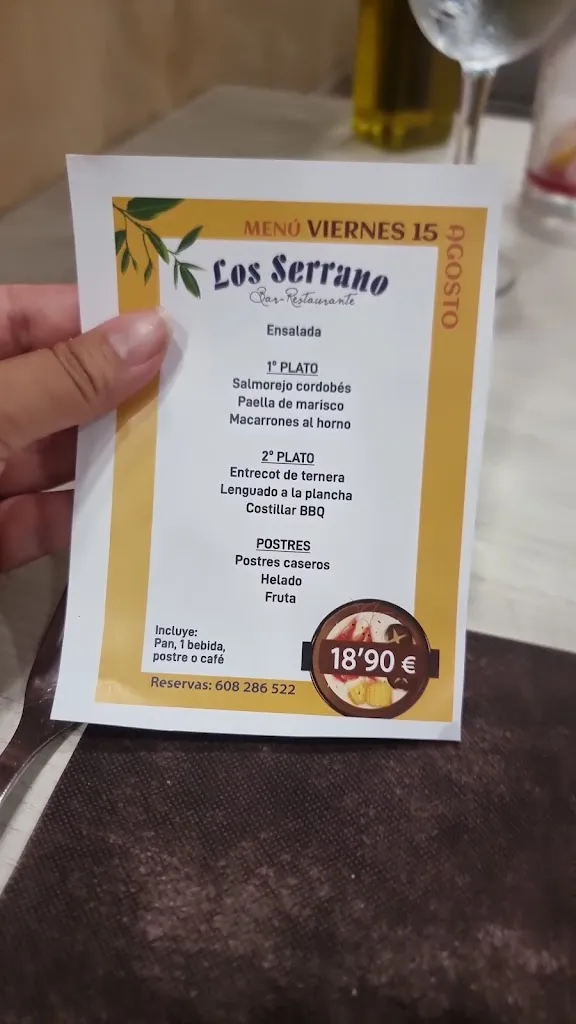 MENÚ VIERNES 15
AGOSTO
Los Serrano
Bar-Restaurante
Ensalada
1º PLATO
Salmorejo cordobés
Paella de marisco
Macarrones al horno
2º PLATO
Entrecot de ternera
Lenguado a la plancha
Costillar BBQ
POSTRES
Postres caseros
Helado
Fruta
Incluye:
Pan, 1 bebida,
postre o café
18'90 €
Reservas: 608 286 522